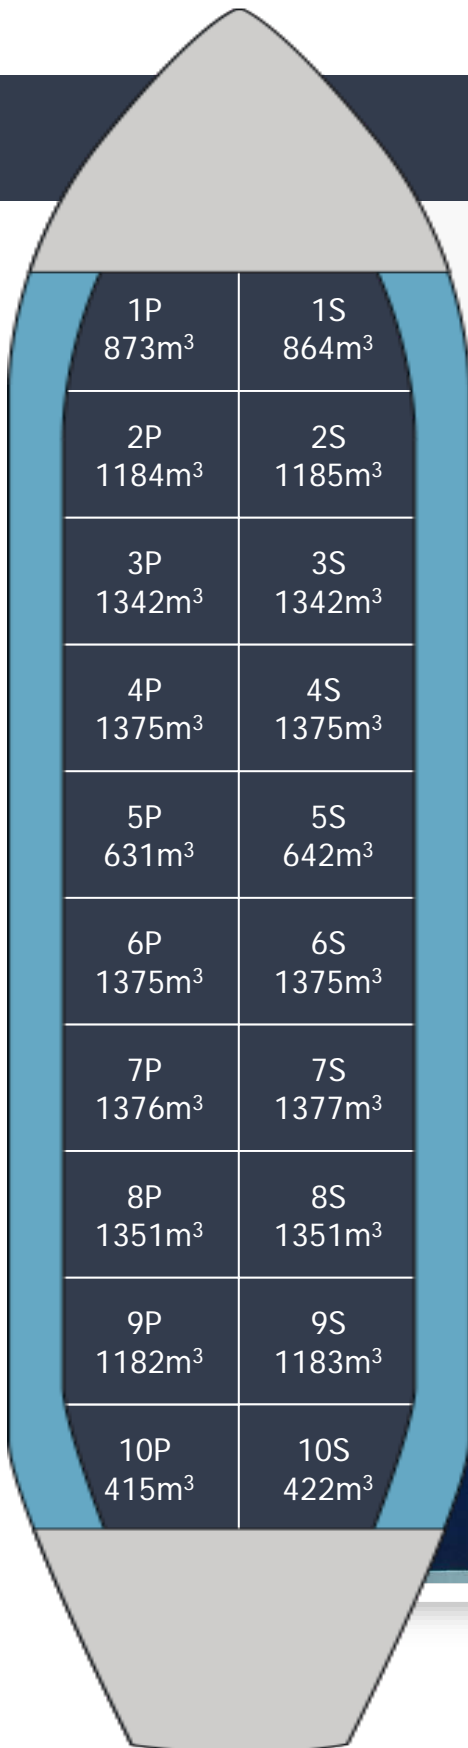 1P 1S
873m³ 864m³
2P 2S
1184m³ 1185m³
3P 3S
1342m³ 1342m³
4P 4S
1375m³ 1375m³
5P 5S
631m³ 642m³
6P 6S
1375m³ 1375m³
7P 7S
1376m³ 1377m³
8P 8S
1351m³ 1351m³
9P 9S
1182m³ 1183m³
10P 10S
415m³ 422m³